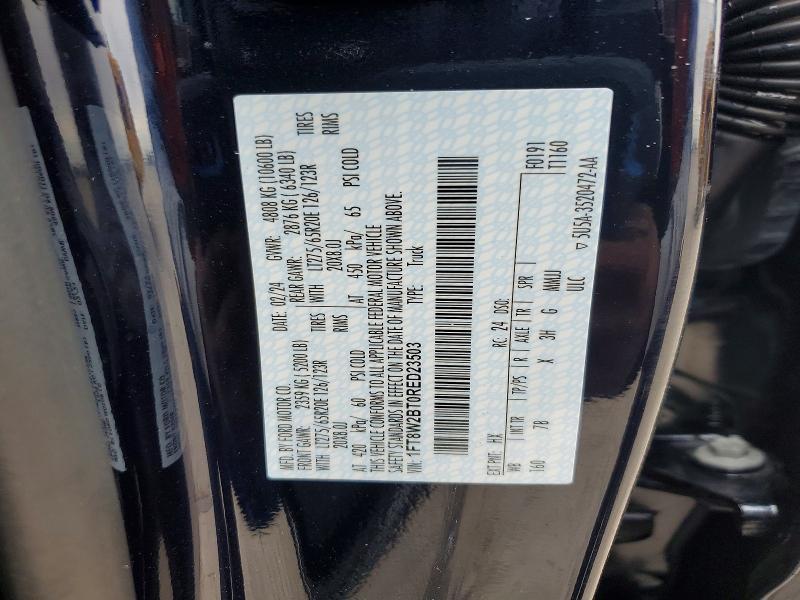 MFD. BY FORD MOTOR CO.
DATE: 02/24 GVWR: 4808 KG (10600 LB)
FRONT GAWR: 2359 KG ( 5200 LB) REAR GAWR: 2876 KG ( 6340 LB)
WITH LT275/65R20E 126/123R TIRES WITH LT275/65R20E 126/123R TIRES
20X8.0J RIMS 20X8.0J RIMS
AT 420 kPa/ 60 PSI COLD AT 450 kPa/ 65 PSI COLD
THIS VEHICLE CONFORMS TO ALL APPLICABLE FEDERAL MOTOR VEHICLE
SAFETY STANDARDS IN EFFECT ON THE DATE OF MANUFACTURE SHOWN ABOVE.
VIN: 1FT8W2BT0RED23503 TYPE: Truck
EXT PNT: HX RC: 24 DSO: F0191
WB INT TR TP/PS R AXLE TR SPR T1160
160 7B X 3H G MMUJ
ULC 5U5A-3520472-AA